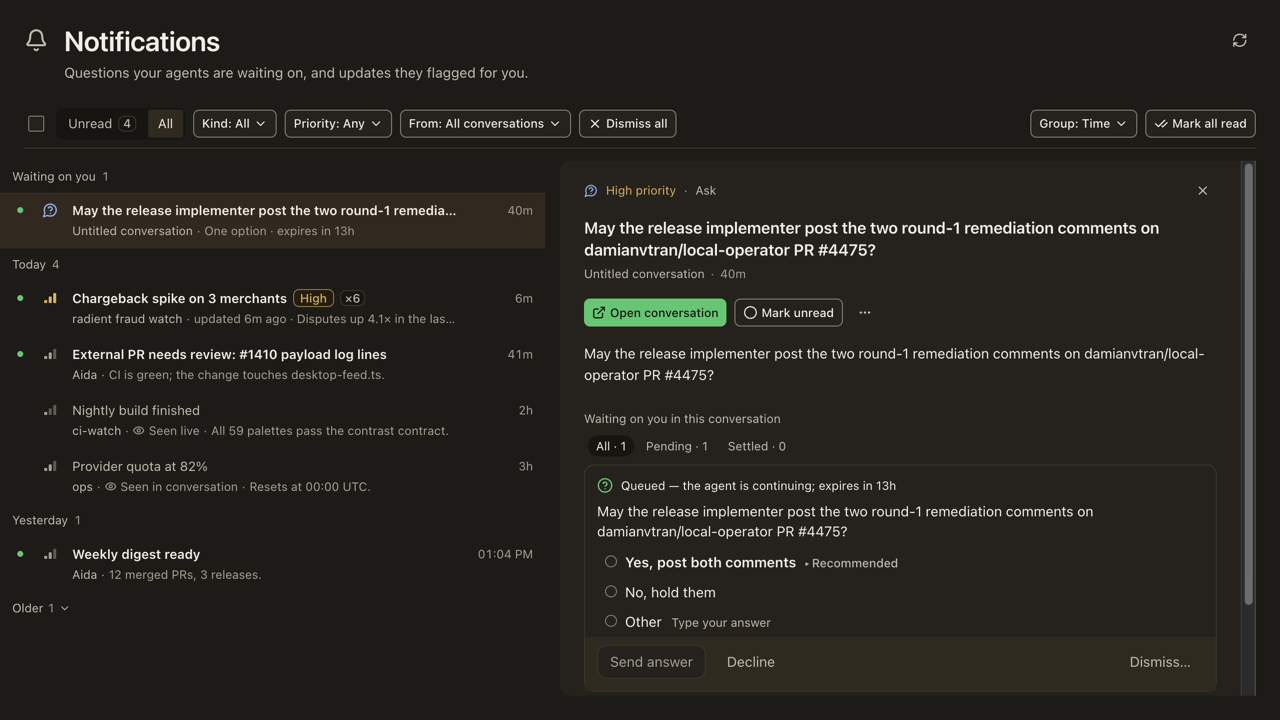 Notifications
Questions your agents are waiting on, and updates they flagged for you.
Unread 4 All Kind: All Priority: Any From: All conversations Dismiss all Group: Time Mark all read
Waiting on you 1
May the release implementer post the two round-1 remedia... 40m
Untitled conversation · One option · expires in 13h
Today 4
Chargeback spike on 3 merchants High ×6 6m
radient fraud watch · updated 6m ago · Disputes up 4.1× in the las...
External PR needs review: #1410 payload log lines 41m
Aida · CI is green; the change touches desktop-feed.ts.
Nightly build finished 2h
ci-watch · Seen live · All 59 palettes pass the contrast contract.
Provider quota at 82% 3h
ops · Seen in conversation · Resets at 00:00 UTC.
Yesterday 1
Weekly digest ready 01:04 PM
Aida · 12 merged PRs, 3 releases.
Older 1
High priority · Ask
May the release implementer post the two round-1 remediation comments on
damianvtran/local-operator PR #4475?
Untitled conversation · 40m
Open conversation Mark unread
May the release implementer post the two round-1 remediation comments on damianvtran/local-
operator PR #4475?
Waiting on you in this conversation
All · 1 Pending · 1 Settled · 0
Queued — the agent is continuing; expires in 13h
May the release implementer post the two round-1 remediation comments on
damianvtran/local-operator PR #4475?
Yes, post both comments ▸ Recommended
No, hold them
Other Type your answer
Send answer Decline Dismiss...